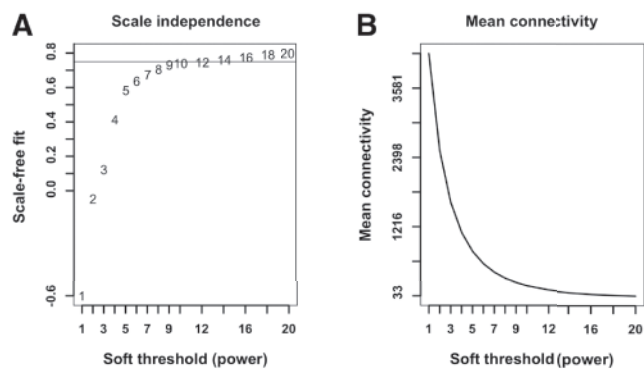 A
Scale independence
0.8
0.6
0.4
0.2
0.0
-0.6
Scale-free fit
1 2 3 4 5 6 7 8 9 10 12 14 16 18 20
1 3 5 7 9 12 16 20
Soft threshold (power)
B
Mean connectivity
3581
2398
1216
33
Mean connectivity
1 3 5 7 9 12 16 20
Soft threshold (power)